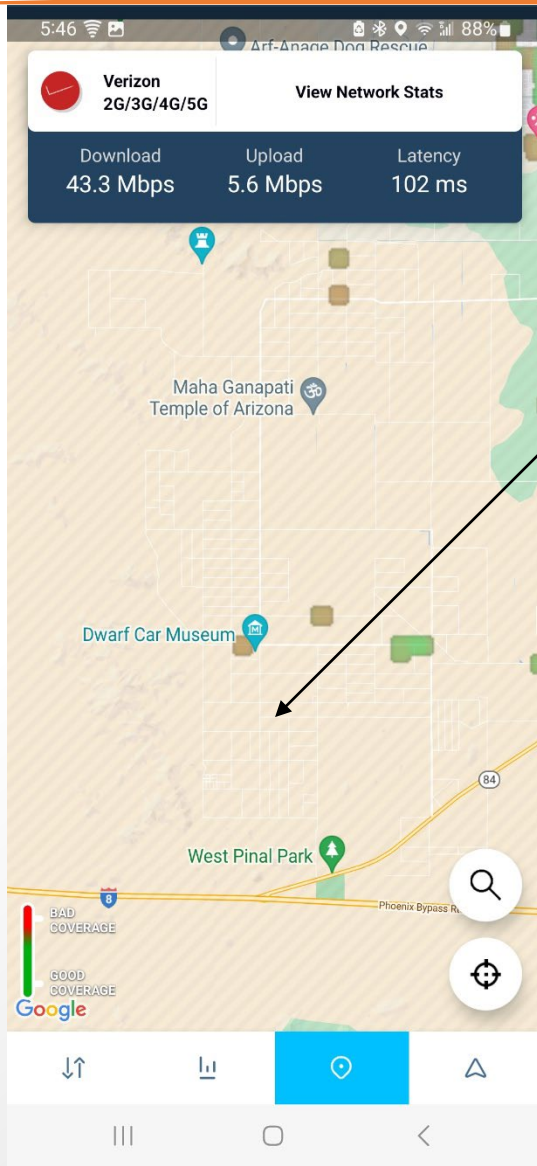 5:46
88%
Arf-Anage Dog Rescue
Verizon
2G/3G/4G/5G
View Network Stats
Download
Upload
Latency
43.3 Mbps
5.6 Mbps
102 ms
Maha Ganapati
Temple of Arizona
Dwarf Car Museum
84
West Pinal Park
8
Phoenix Bypass R
BAD
COVERAGE
GOOD
COVERAGE
Google